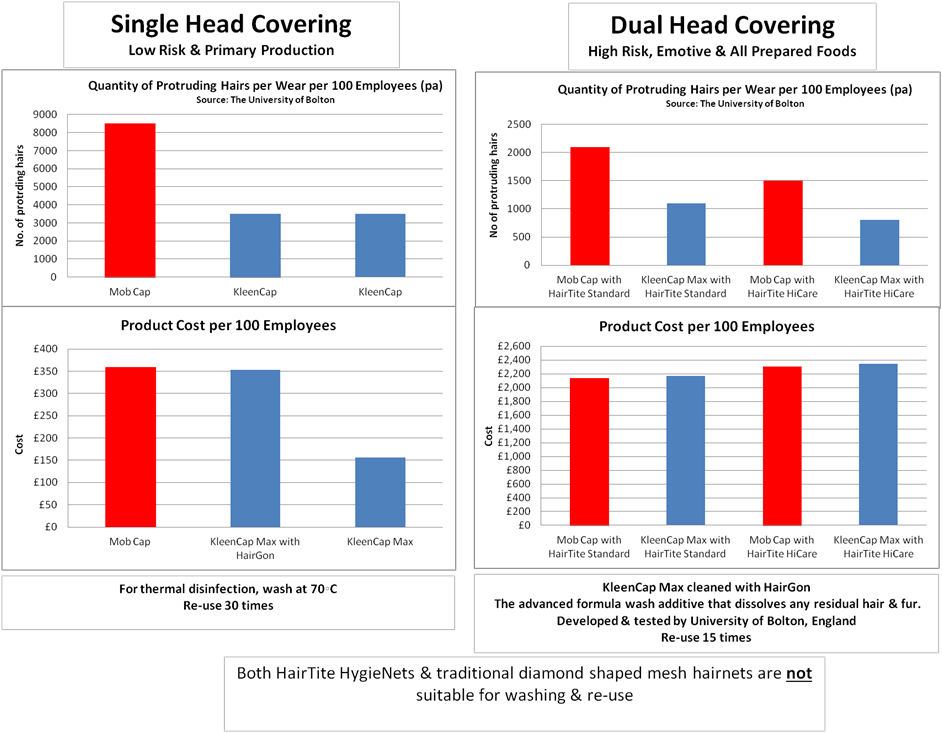 Single Head Covering
Low Risk & Primary Production
Quantity of Protruding Hairs per Wear per 100 Employees (pa)
Source: The University of Bolton
No. of protrding hairs
9000
8000
7000
6000
5000
4000
3000
2000
1000
0
Mob Cap
KleenCap
KleenCap
Product Cost per 100 Employees
Cost
£400
£350
£300
£250
£200
£150
£100
£50
£0
Mob Cap
KleenCap Max with
HairGon
KleenCap Max
For thermal disinfection, wash at 70◦C
Re-use 30 times
Dual Head Covering
High Risk, Emotive & All Prepared Foods
Quantity of Protruding Hairs per Wear per 100 Employees (pa)
Source: The University of Bolton
No of protruding hairs
2500
2000
1500
1000
500
0
Mob Cap with
HairTite Standard
KleenCap Max with
HairTite Standard
Mob Cap with
HairTite HiCare
KleenCap Max with
HairTite HiCare
Product Cost per 100 Employees
Cost
£2,600
£2,400
£2,200
£2,000
£1,800
£1,600
£1,400
£1,200
£1,000
£800
£600
£400
£200
£0
Mob Cap with
HairTite Standard
KleenCap Max with
HairTite Standard
Mob Cap with
HairTite HiCare
KleenCap Max with
HairTite HiCare
KleenCap Max cleaned with HairGon
The advanced formula wash additive that dissolves any residual hair & fur.
Developed & tested by University of Bolton, England
Re-use 15 times
Both HairTite HygieNets & traditional diamond shaped mesh hairnets are not
suitable for washing & re-use